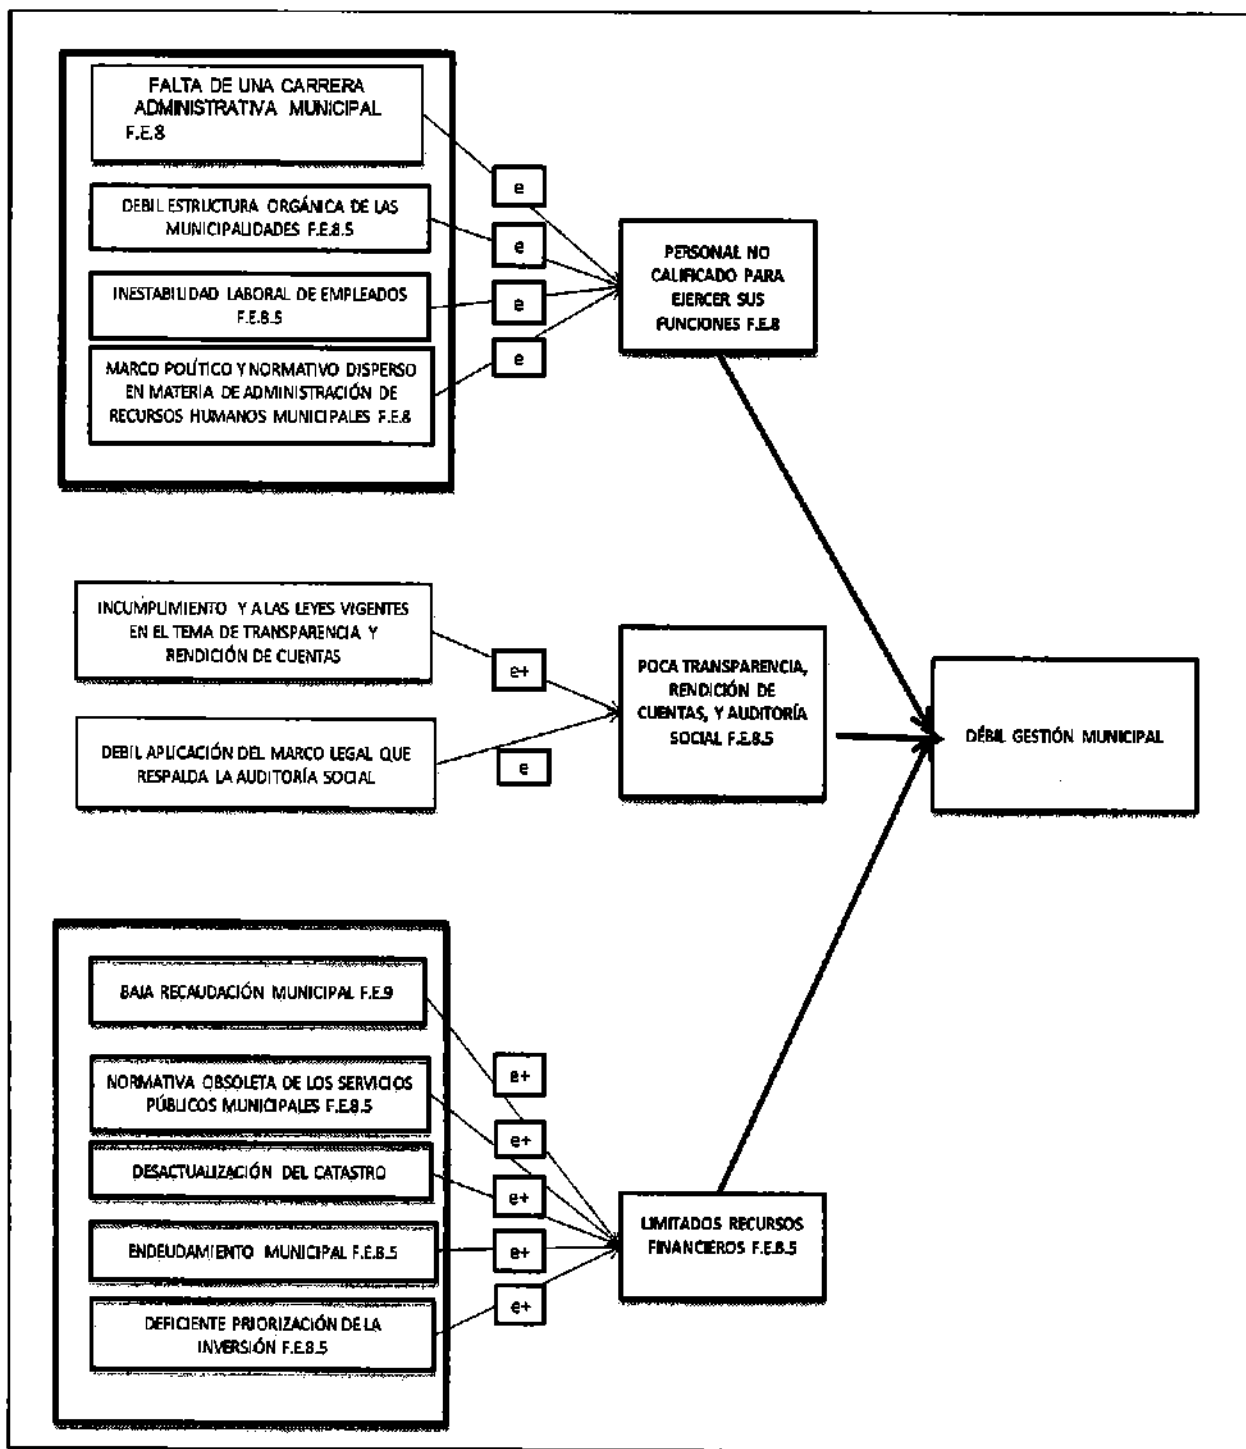 FALTA DE UNA CARRERA
ADMINISTRATIVA MUNICIPAL
F.E.8
e
DEBIL ESTRUCTURA ORGÁNICA DE LAS
MUNICIPALIDADES F.E.8.5
e
INESTABILIDAD LABORAL DE EMPLEADOS
F.E.8.5
e
MARCO POLÍTICO Y NORMATIVO DISPERSO
EN MATERIA DE ADMINISTRACIÓN DE
RECURSOS HUMANOS MUNICIPALES F.E.8
e
PERSONAL NO
CALIFICADO PARA
EJERCER SUS
FUNCIONES F.E.8
INCUMPLIMIENTO Y A LAS LEYES VIGENTES
EN EL TEMA DE TRANSPARENCIA Y
RENDICIÓN DE CUENTAS
e+
DEBIL APLICACIÓN DEL MARCO LEGAL QUE
RESPALDA LA AUDITORÍA SOCIAL
e
POCA TRANSPARENCIA,
RENDICIÓN DE
CUENTAS, Y AUDITORÍA
SOCIAL F.E.8.5
DÉBIL GESTIÓN MUNICIPAL
BAJA RECAUDACIÓN MUNICIPAL F.E.9
e+
NORMATIVA OBSOLETA DE LOS SERVICIOS
PÚBLICOS MUNICIPALES F.E.8.5
e+
DESACTUALIZACIÓN DEL CATASTRO
e+
ENDEUDAMIENTO MUNICIPAL F.E.8.5
e+
DEFICIENTE PRIORIZACIÓN DE LA
INVERSIÓN F.E.8.5
e+
LIMITADOS RECURSOS
FINANCIEROS F.E.8.5